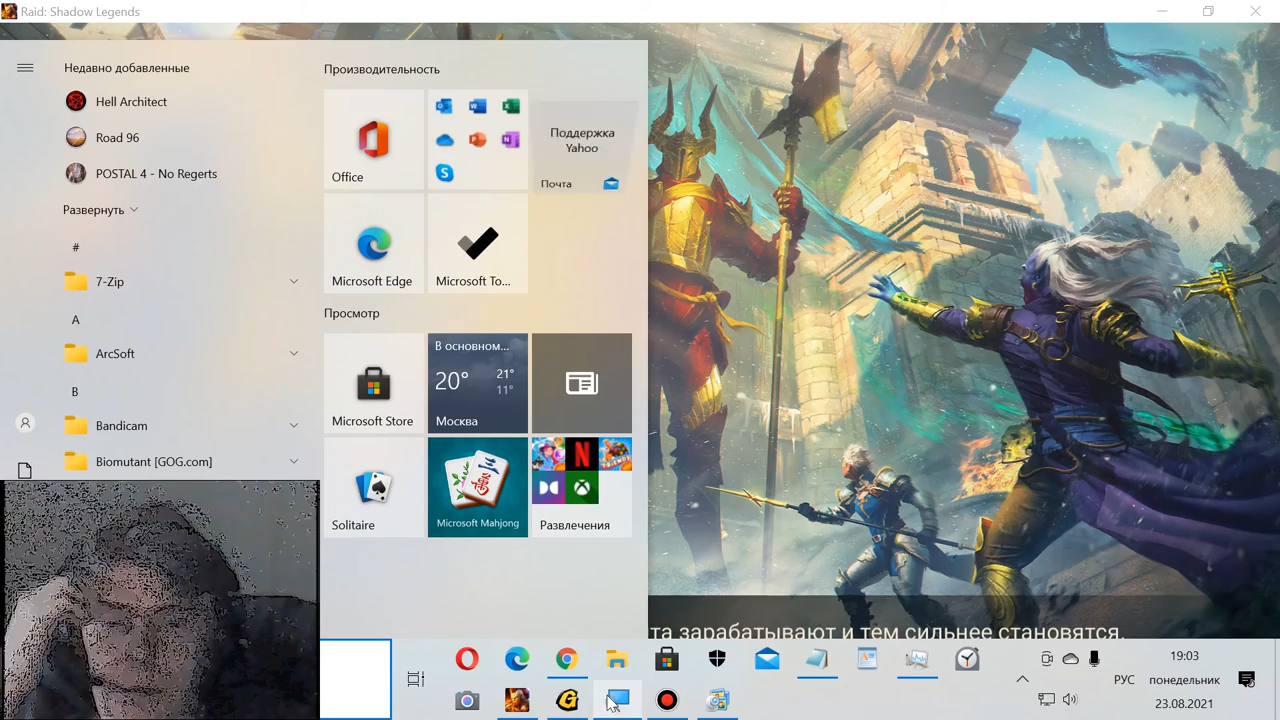 Raid: Shadow Legends
Недавно добавленные
Hell Architect
Road 96
POSTAL 4 - No Regerts
Развернуть
#
7-Zip
A
ArcSoft
B
Bandicam
Biomutant [GOG.com]
Производительность
Office
Поддержка
Yahoo
Почта
Microsoft Edge
Microsoft To...
Просмотр
Microsoft Store
В основном...
20° 21°
11°
Москва
Solitaire
Microsoft Mahjong
Развлечения
та зарабатывают и тем сильнее становятся.
19:03
РУС понедельник
23.08.2021